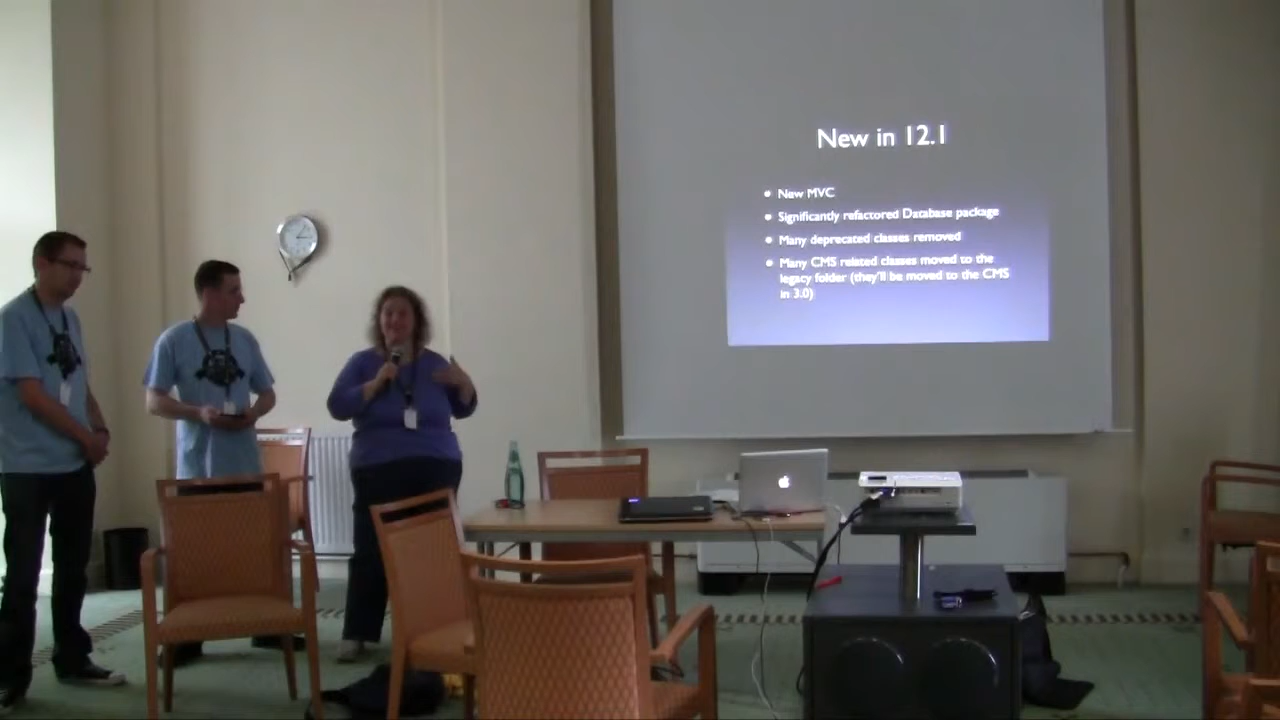 New in 12.1
• New MVC
• Significantly refactored Database package
• Many deprecated classes removed
• Many CMS related classes moved to the
legacy folder (they'll be moved to the CMS
in 3.0)